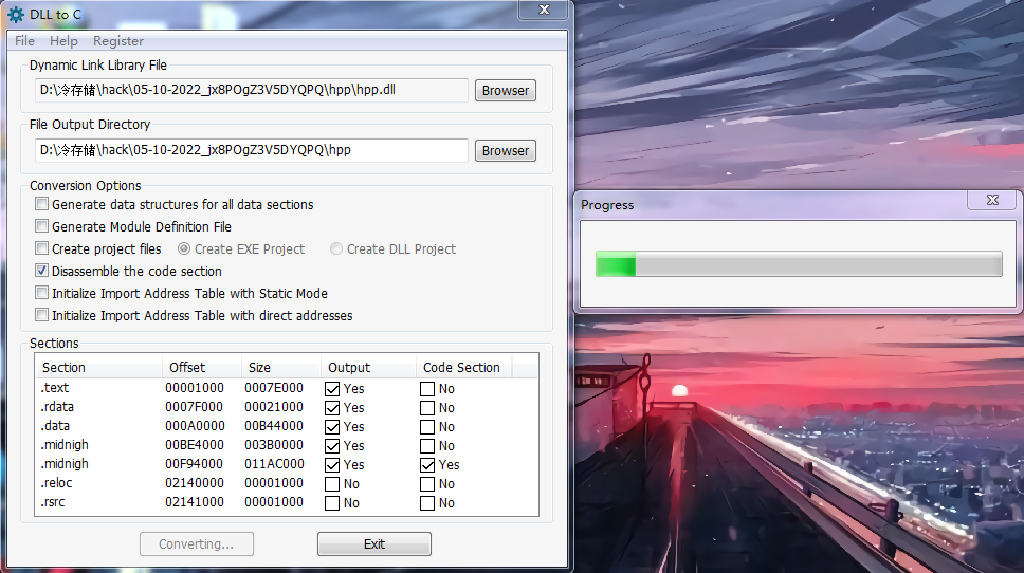 DLL to C
File Help Register
Dynamic Link Library File
D:\冷存储\hack\05-10-2022_jx8POgZ3V5DYQPQ\hpp\hpp.dll Browser
File Output Directory
D:\冷存储\hack\05-10-2022_jx8POgZ3V5DYQPQ\hpp Browser
Conversion Options
Generate data structures for all data sections
Generate Module Definition File
Create project files Create EXE Project Create DLL Project
Disassemble the code section
Initialize Import Address Table with Static Mode
Initialize Import Address Table with direct addresses
Sections
Section Offset Size Output Code Section
.text 00001000 0007E000 Yes No
.rdata 0007F000 00021000 Yes No
.data 000A0000 00B44000 Yes No
.midnigh 00BE4000 003B0000 Yes No
.midnigh 00F94000 011AC000 Yes Yes
.reloc 02140000 00001000 No No
.rsrc 02141000 00001000 No No
Converting... Exit
Progress